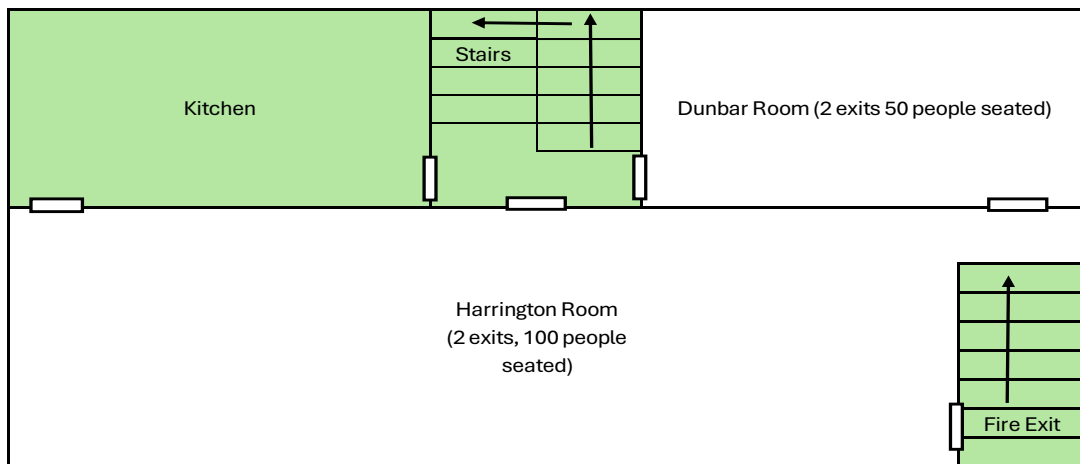 Stairs
Kitchen
Dunbar Room (2 exits 50 people seated)
Harrington Room
(2 exits, 100 people
seated)
Fire Exit